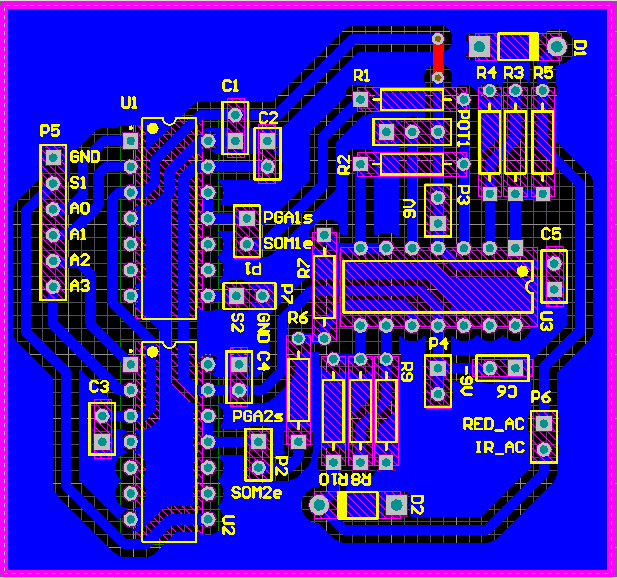 D1
R1
R4
R3
R5
C1
U1
C2
POT1
P5
GND
S1
R2
A0
9V
P3
PGA1s
A1
SOM1e
C5
A2
P1
R7
A3
P7
S2
GND
U3
R6
P4
C4
R9
-9V
C3
C6
P6
PGA2s
RED_AC
IR_AC
P2
SOM2e
R10
R8
D2
U2